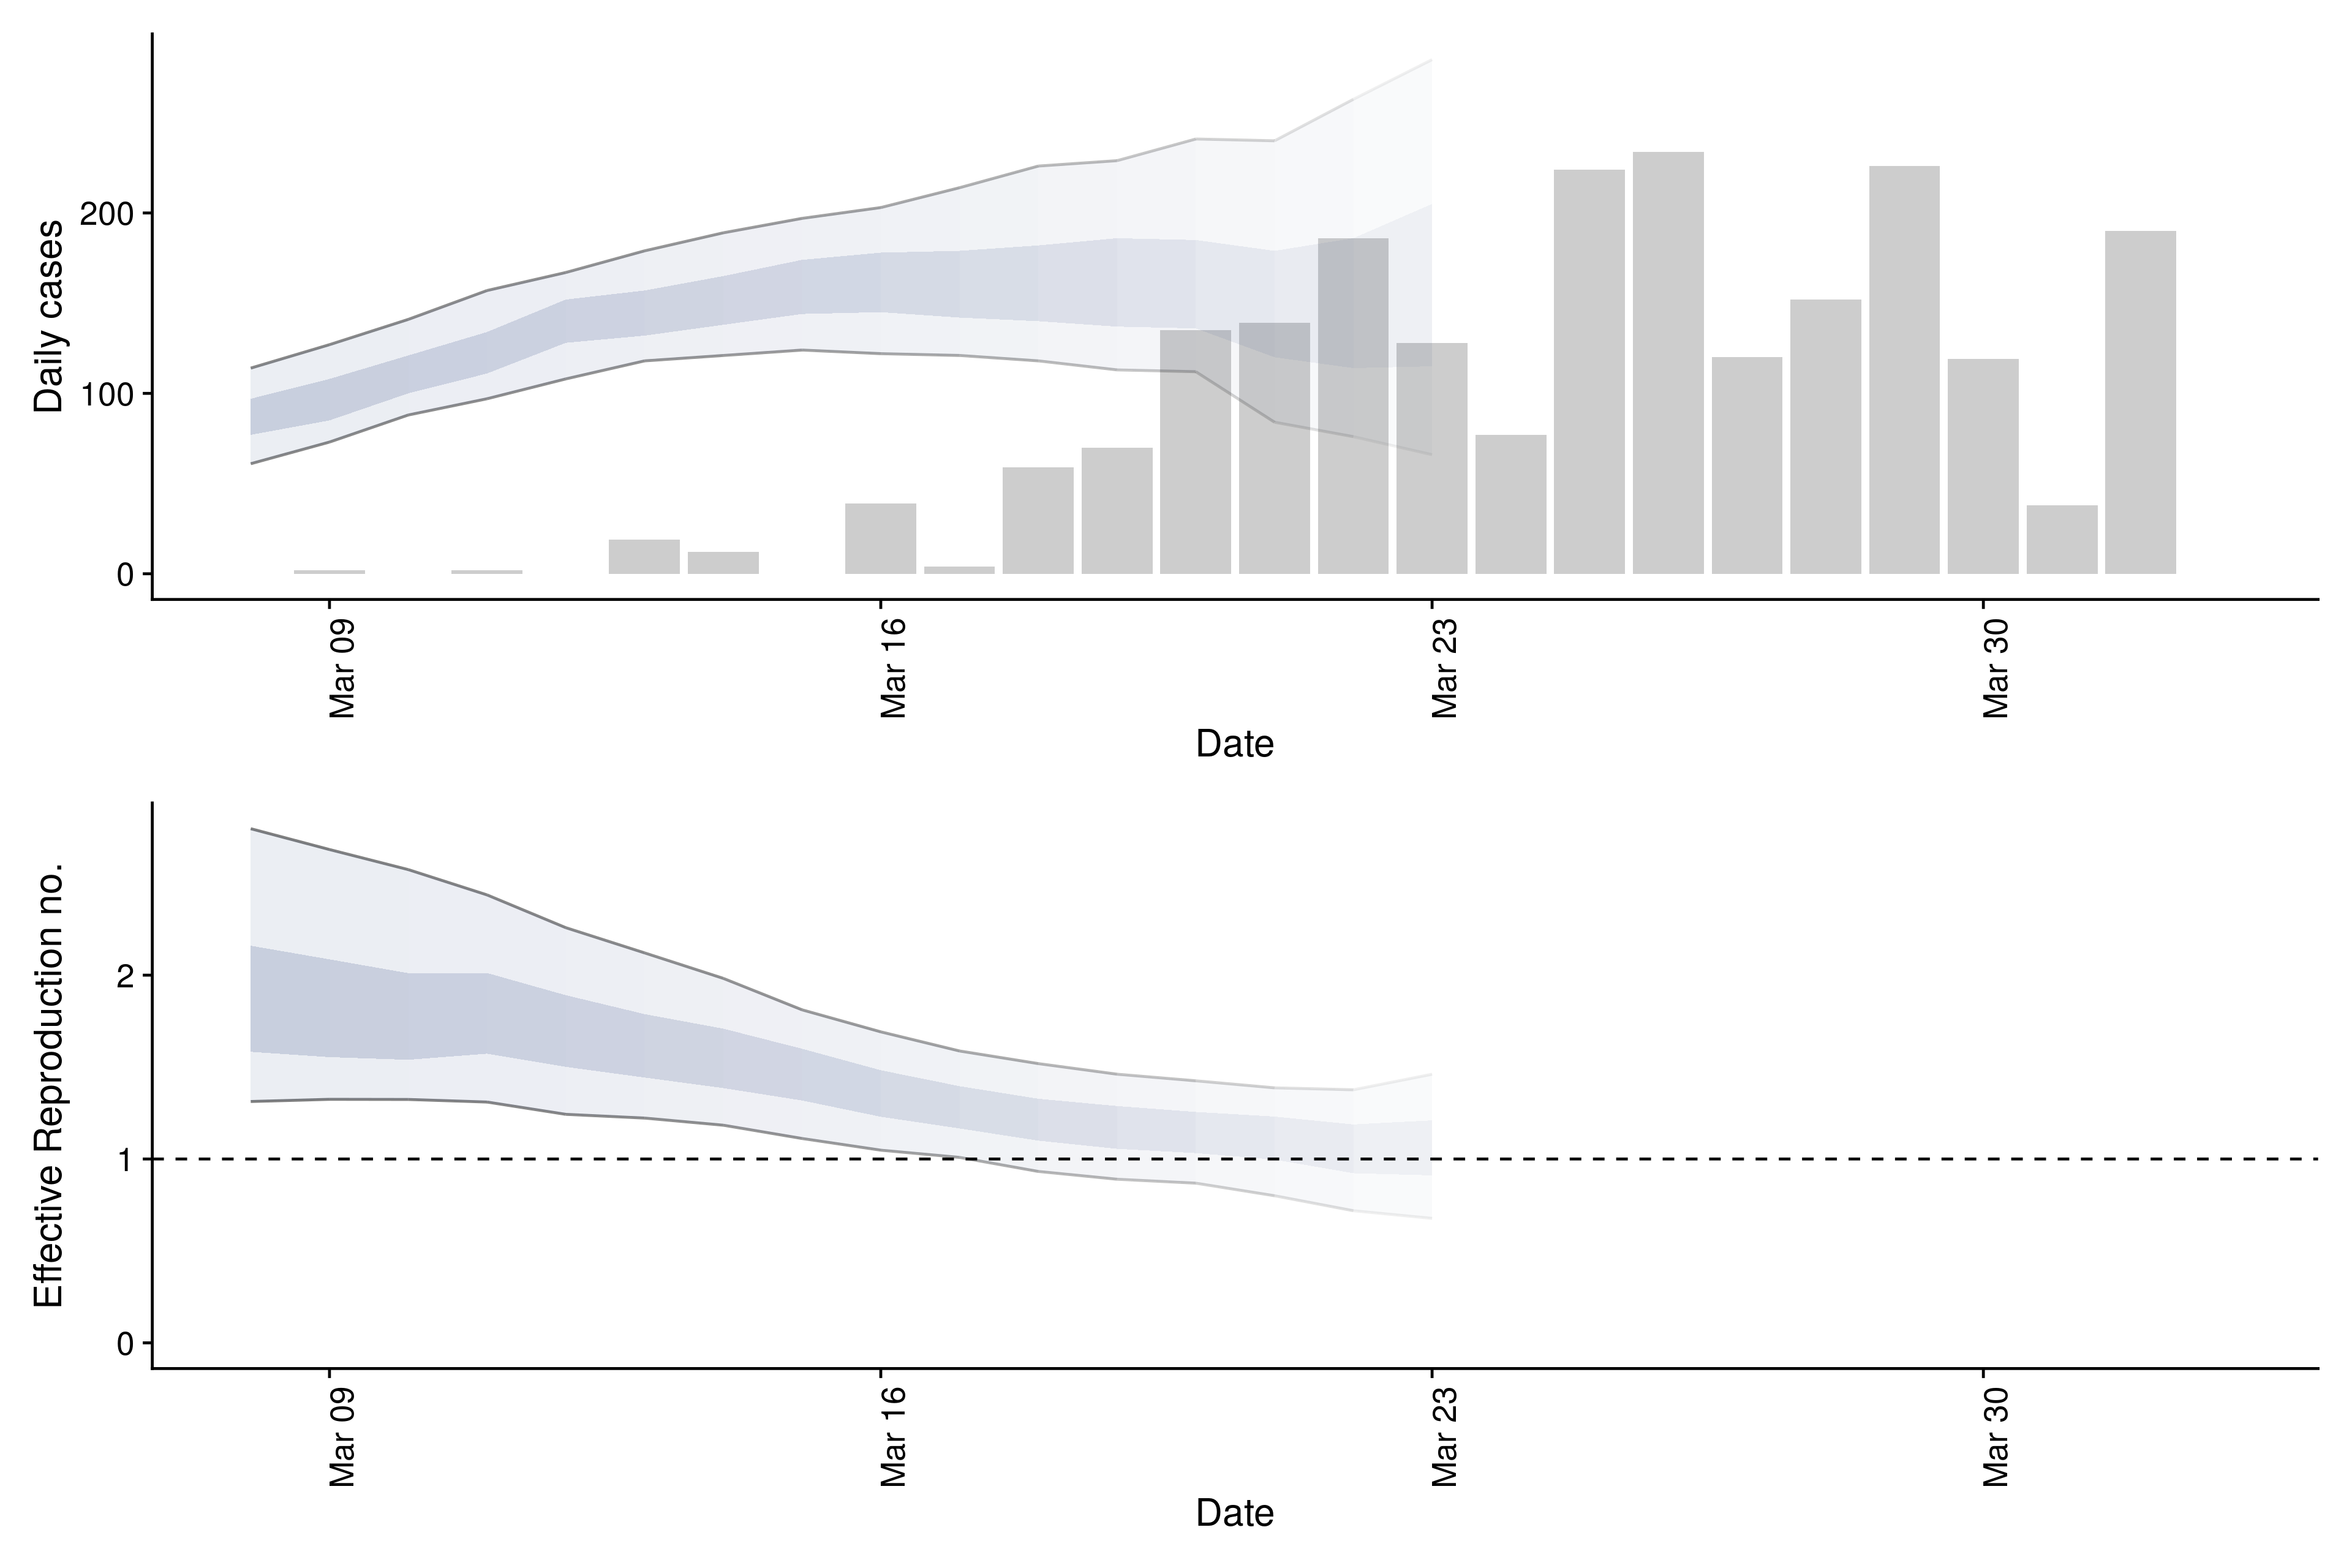 Daily cases
200
100
0
Mar 09
Mar 16
Mar 23
Mar 30
Date
Effective Reproduction no.
2
1
0
Mar 09
Mar 16
Mar 23
Mar 30
Date